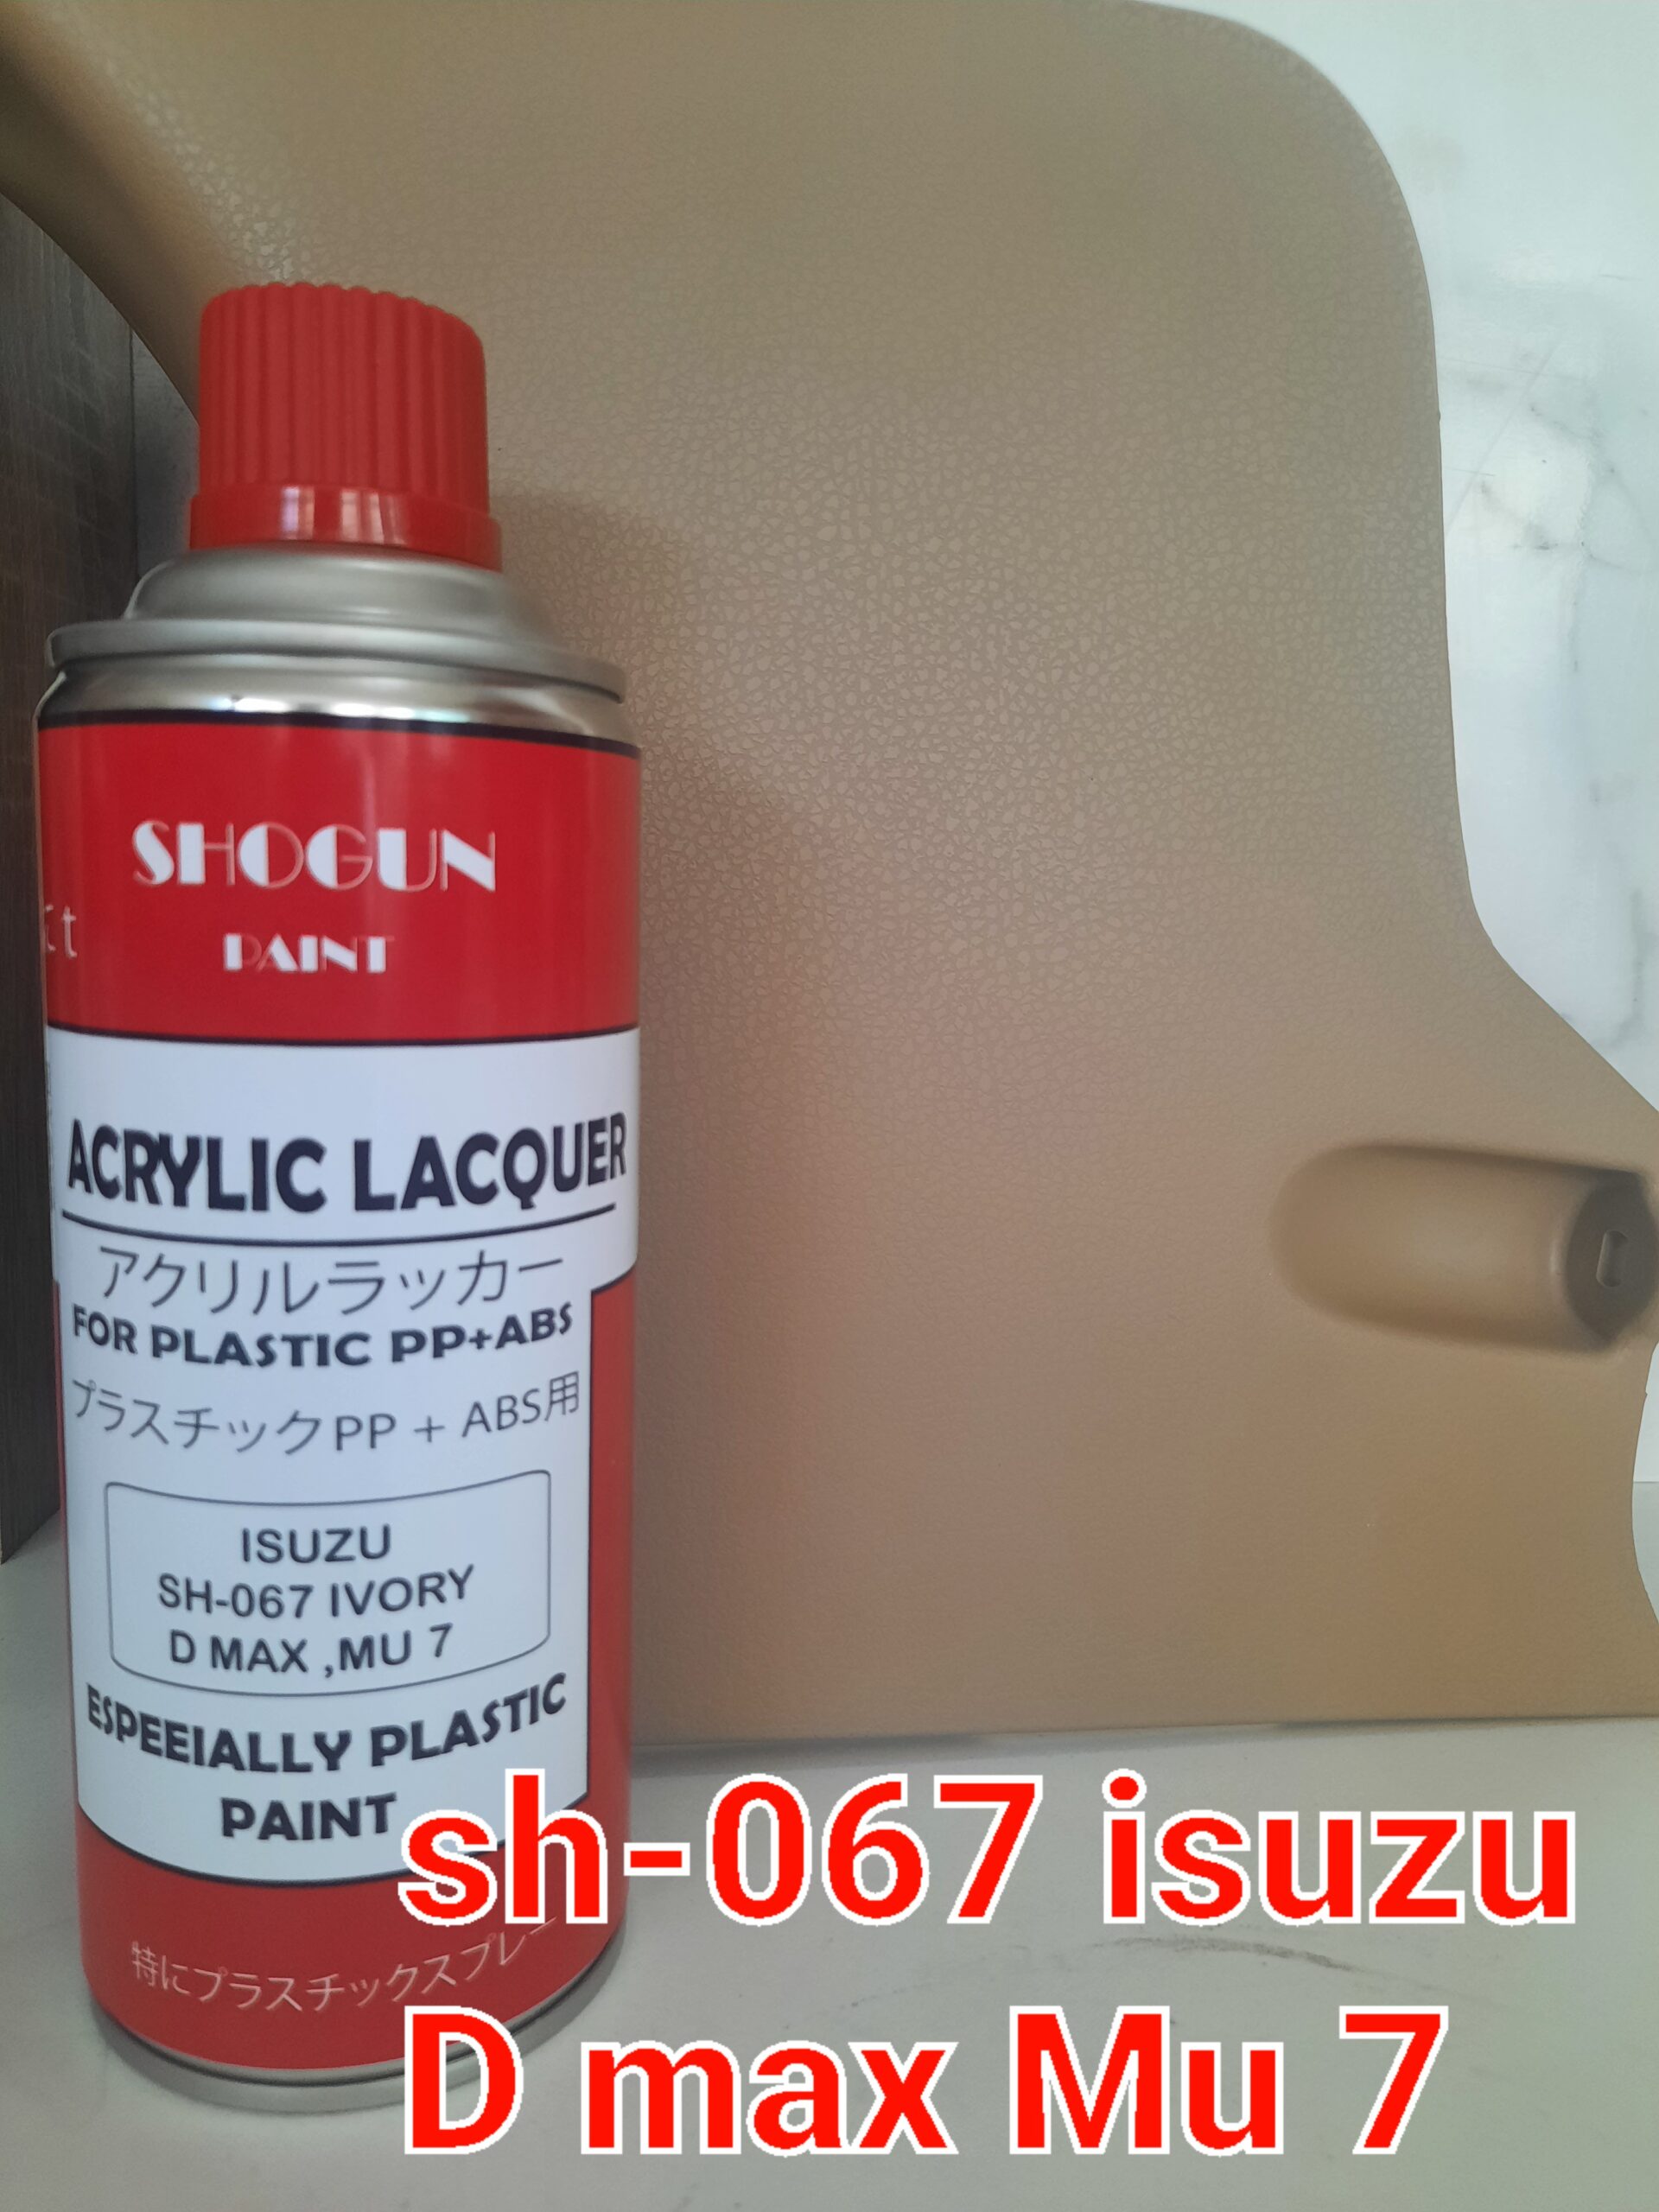 SHOGUN
PAINT
ACRYLIC LACQUER
アクリルラッカー
FOR PLASTIC PP+ABS
プラスチックPP + ABS用
ISUZU
SH-067 IVORY
D MAX ,MU 7
ESPEEIALLY PLASTIC
PAINT
特にプラスチックスプレー
sh-067 isuzu
D max Mu 7